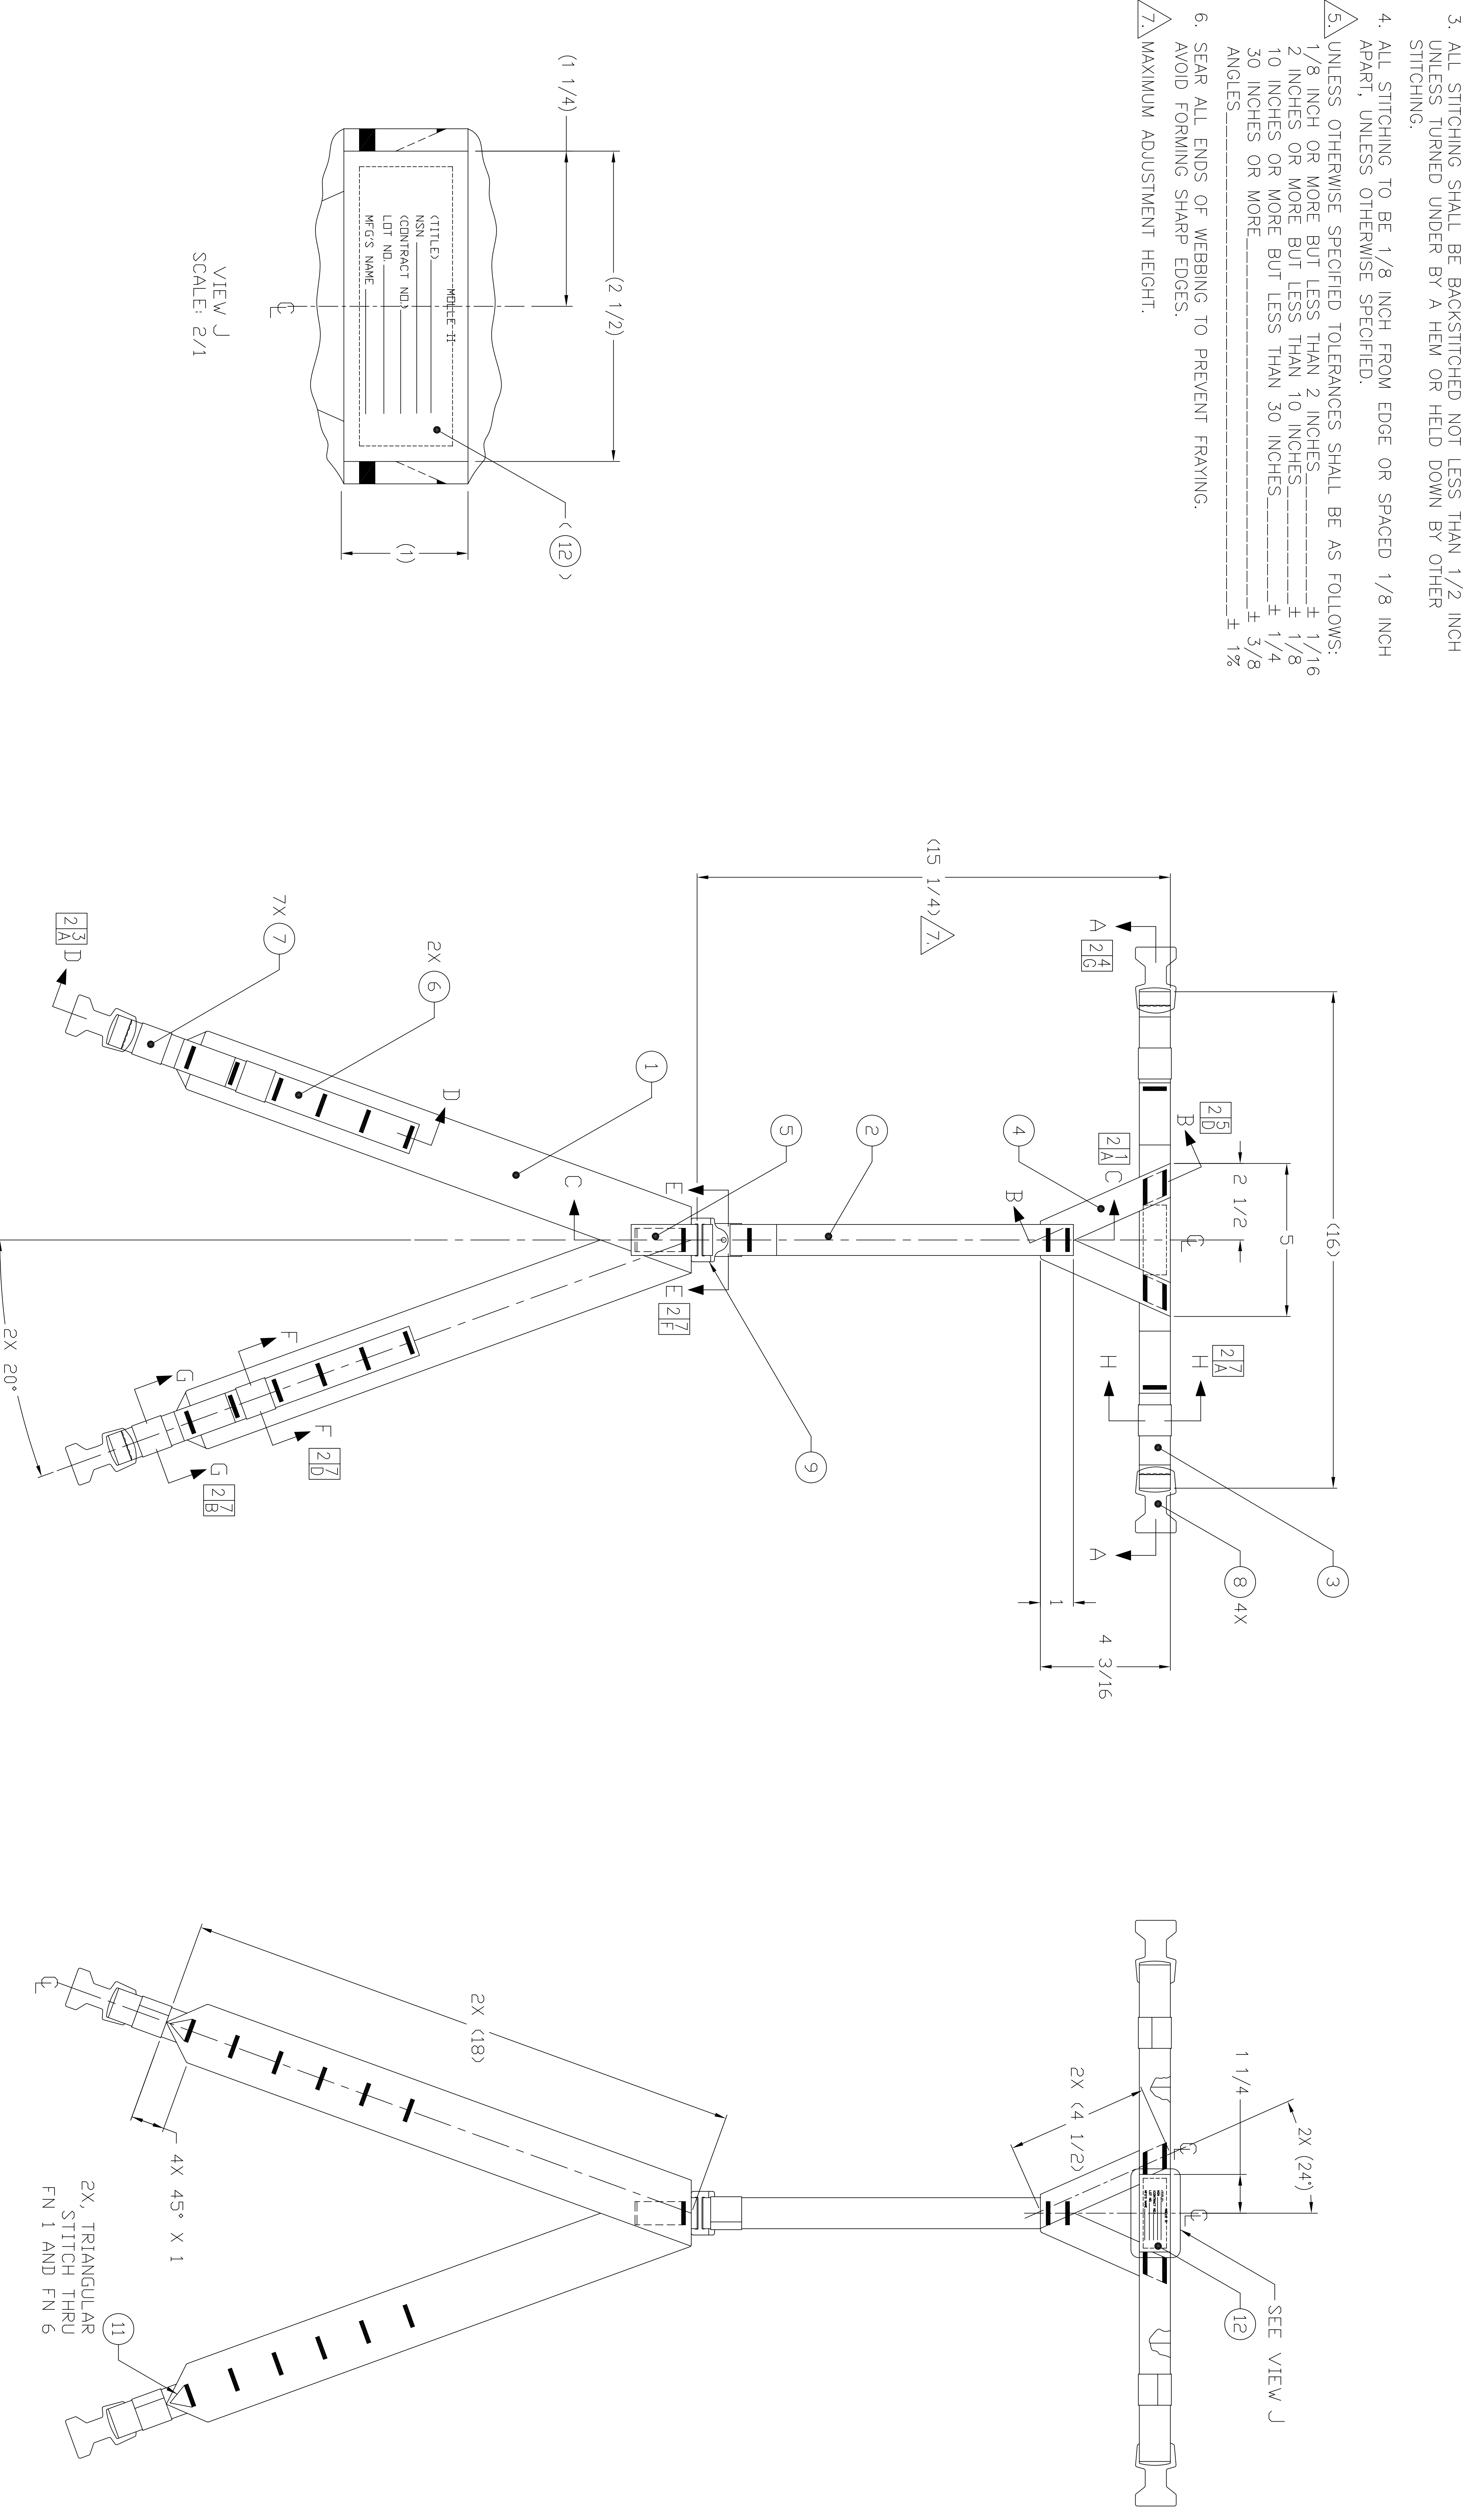 3. ALL STITCHING SHALL BE BACKSTITCHED NOT LESS THAN 1/2 INCH
UNLESS TURNED UNDER BY A HEM OR HELD DOWN BY OTHER
STITCHING.
4. ALL STITCHING TO BE 1/8 INCH FROM EDGE OR SPACED 1/8 INCH
APART, UNLESS OTHERWISE SPECIFIED.
5. UNLESS OTHERWISE SPECIFIED TOLERANCES SHALL BE AS FOLLOWS:
1/8 INCH OR MORE BUT LESS THAN 2 INCHES ± 1/16
2 INCHES OR MORE BUT LESS THAN 10 INCHES ± 1/8
10 INCHES OR MORE BUT LESS THAN 30 INCHES ± 1/4
30 INCHES OR MORE ± 3/8
ANGLES ± 1%
6. SEAR ALL ENDS OF WEBBING TO PREVENT FRAYING.
AVOID FORMING SHARP EDGES.
7. MAXIMUM ADJUSTMENT HEIGHT.
(2 1/2)
(1 1/4)
( 12 )
(1)
MOLLE II
(TITLE)
NSN
(CONTRACT NO.)
LOT NO.
MFG'S NAME
C
L
VIEW J
SCALE: 2/1
(16)
3
5
2 1/2
8 4X
C
L
A
2 4
G
A
2 5
D
B
B
2 7
A
H
H
2 1
A
C
C
4
1
4 3/16
(15 1/4) 7.
2
5
9
E
E
2 7
F
1
2X 6
7X 7
2 3
A
D
D
F
F
2 7
D
G
G
2 7
B
2X 20°
2X (24°)
1 1/4
SEE VIEW J
12
C
L
C
L
2X (4 1/2)
2X (18)
4X 45° X 1
C
L
11
2X, TRIANGULAR
STITCH THRU
FN 1 AND FN 6